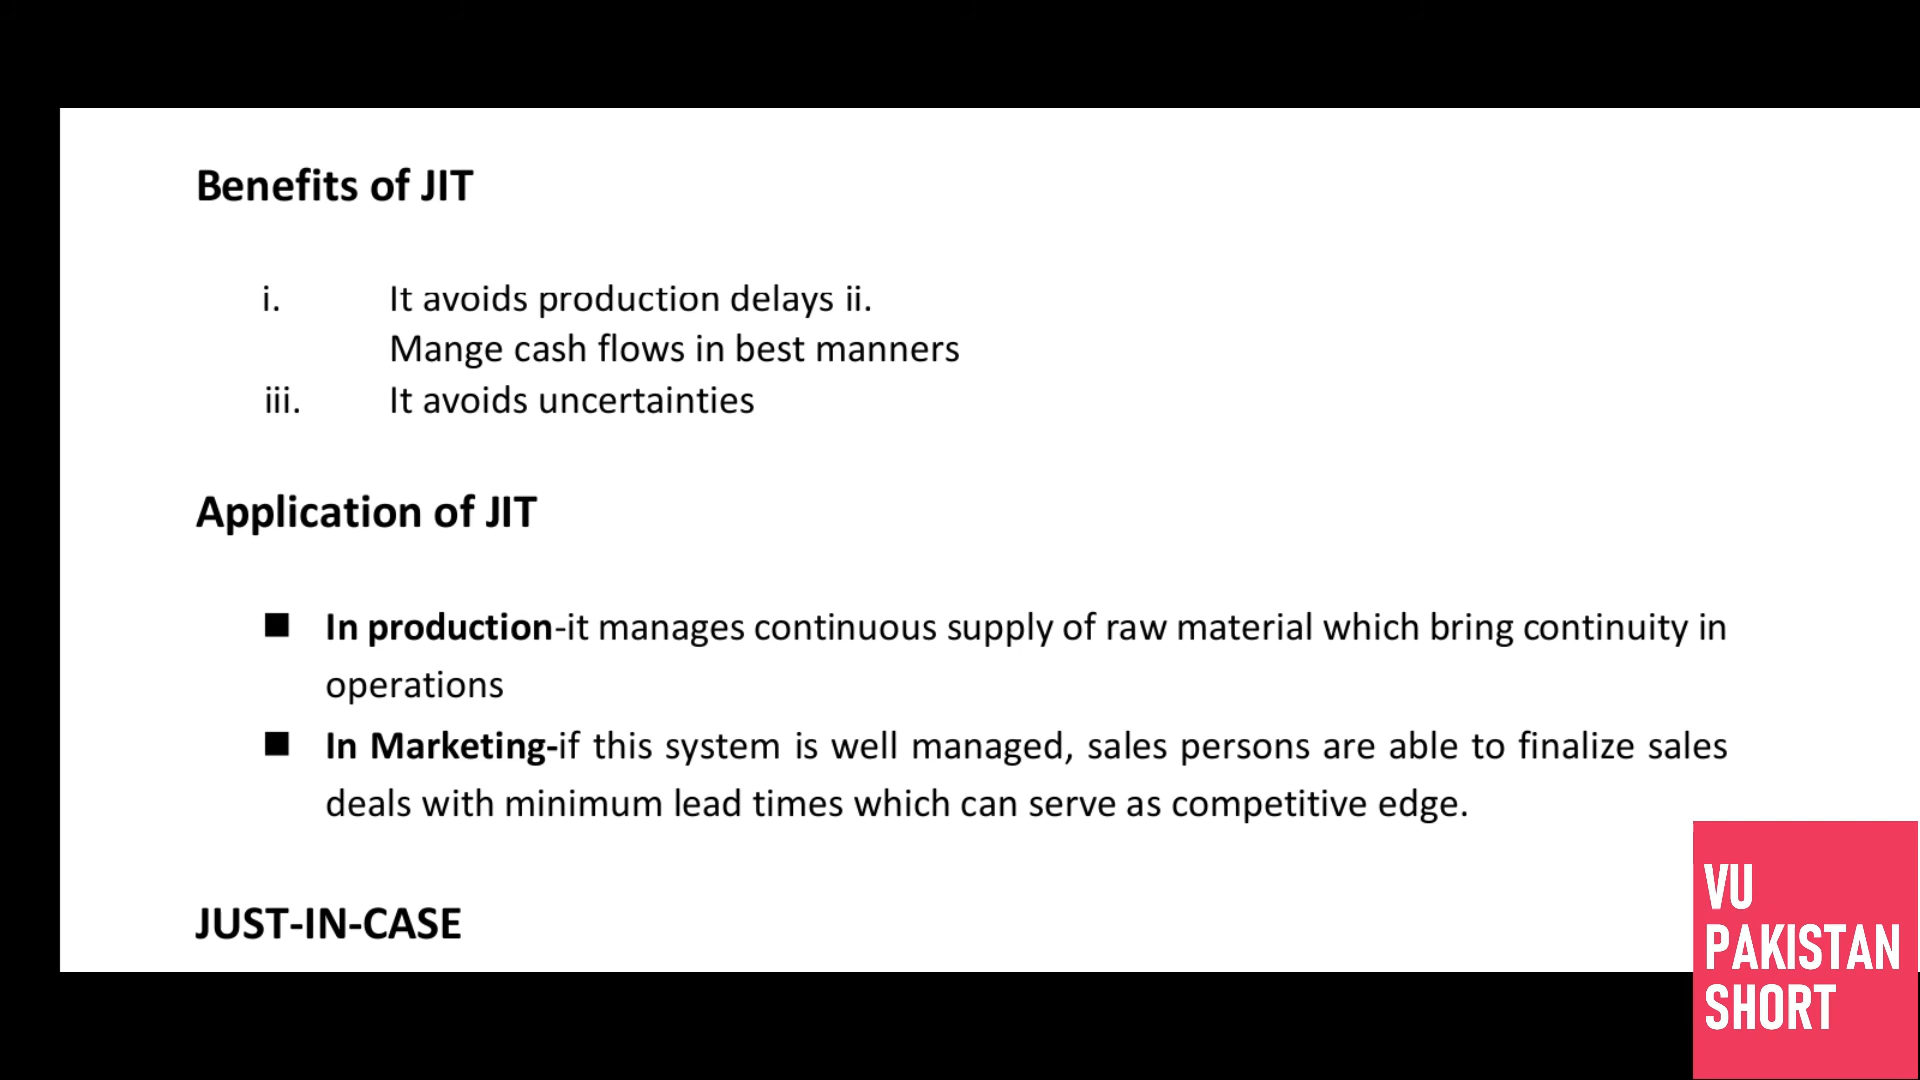 Benefits of JIT
i. It avoids production delays ii.
Mange cash flows in best manners
iii. It avoids uncertainties
Application of JIT
■ In production-it manages continuous supply of raw material which bring continuity in
operations
■ In Marketing-if this system is well managed, sales persons are able to finalize sales
deals with minimum lead times which can serve as competitive edge.
JUST-IN-CASE
VU
PAKISTAN
SHORT